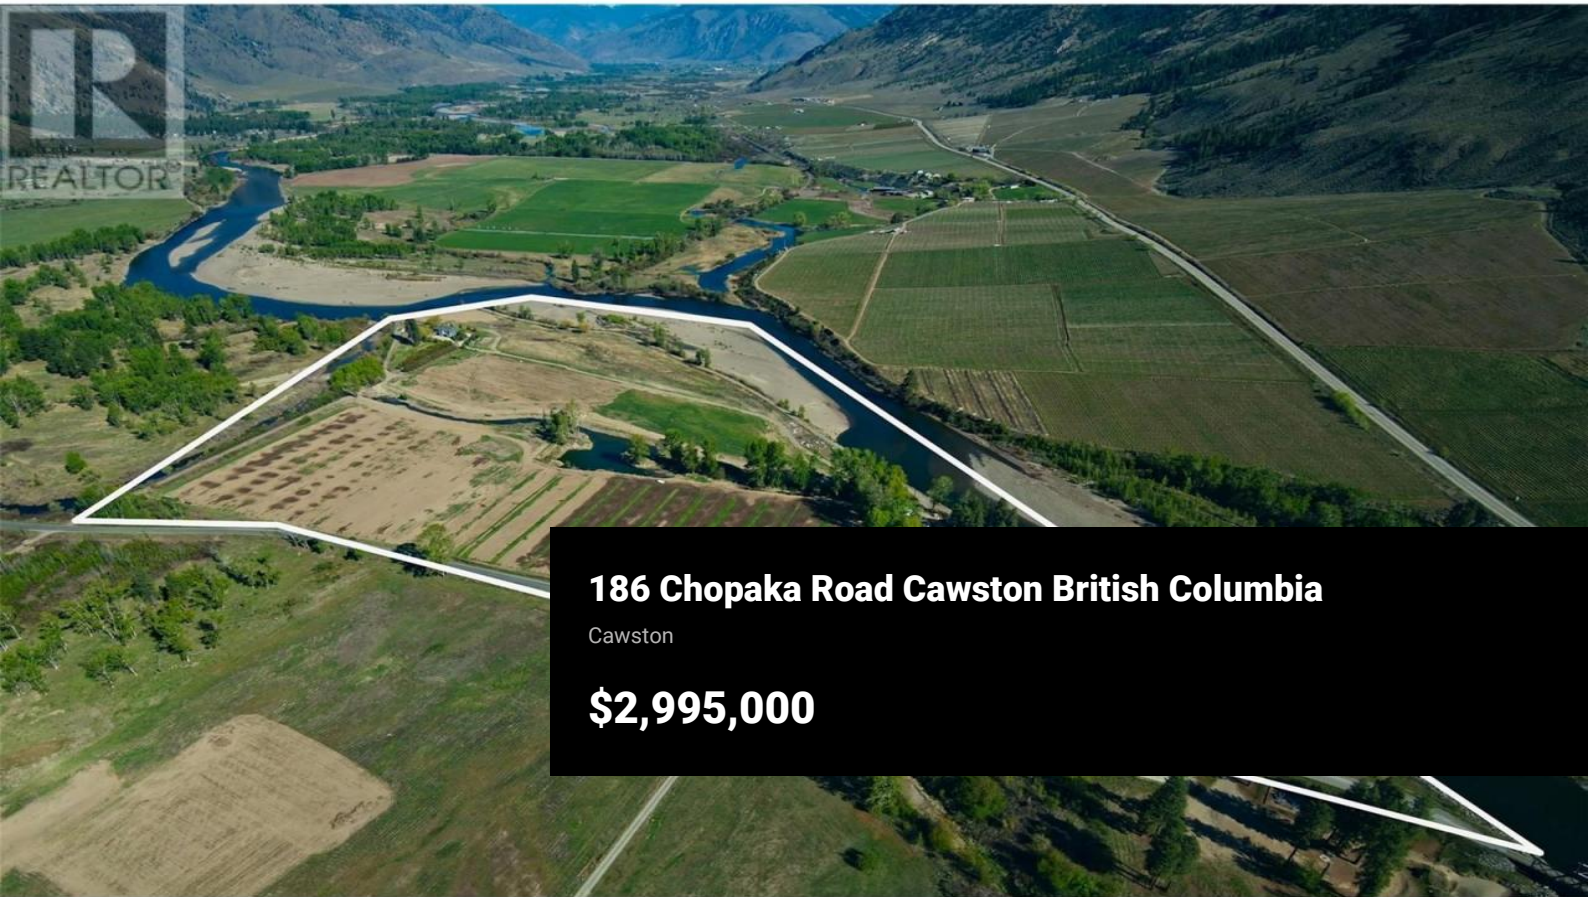 R
REALTOR
186 Chopaka Road Cawston British Columbia
Cawston
$2,995,000